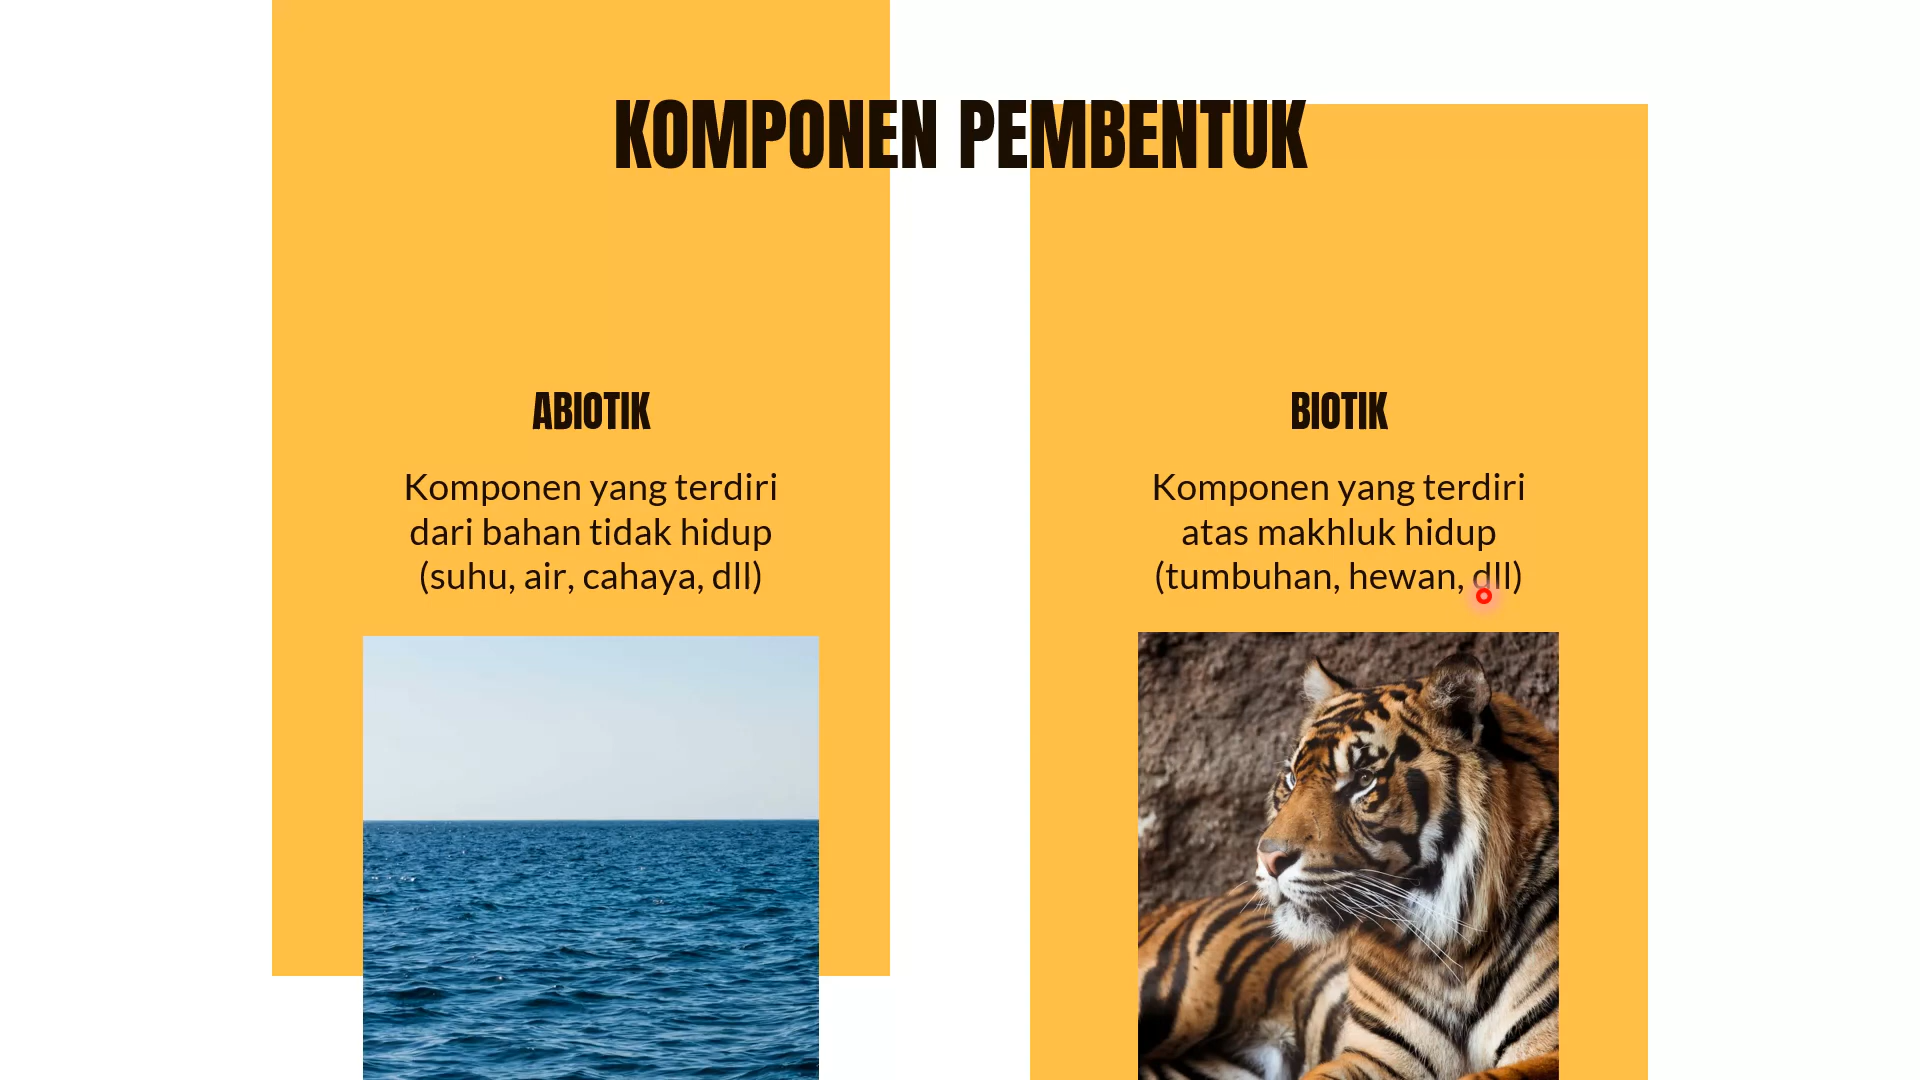 KOMPONEN PEMBENTUK
ABIOTIK
Komponen yang terdiri
dari bahan tidak hidup
(suhu, air, cahaya, dll)
BIOTIK
Komponen yang terdiri
atas makhluk hidup
(tumbuhan, hewan, dll)